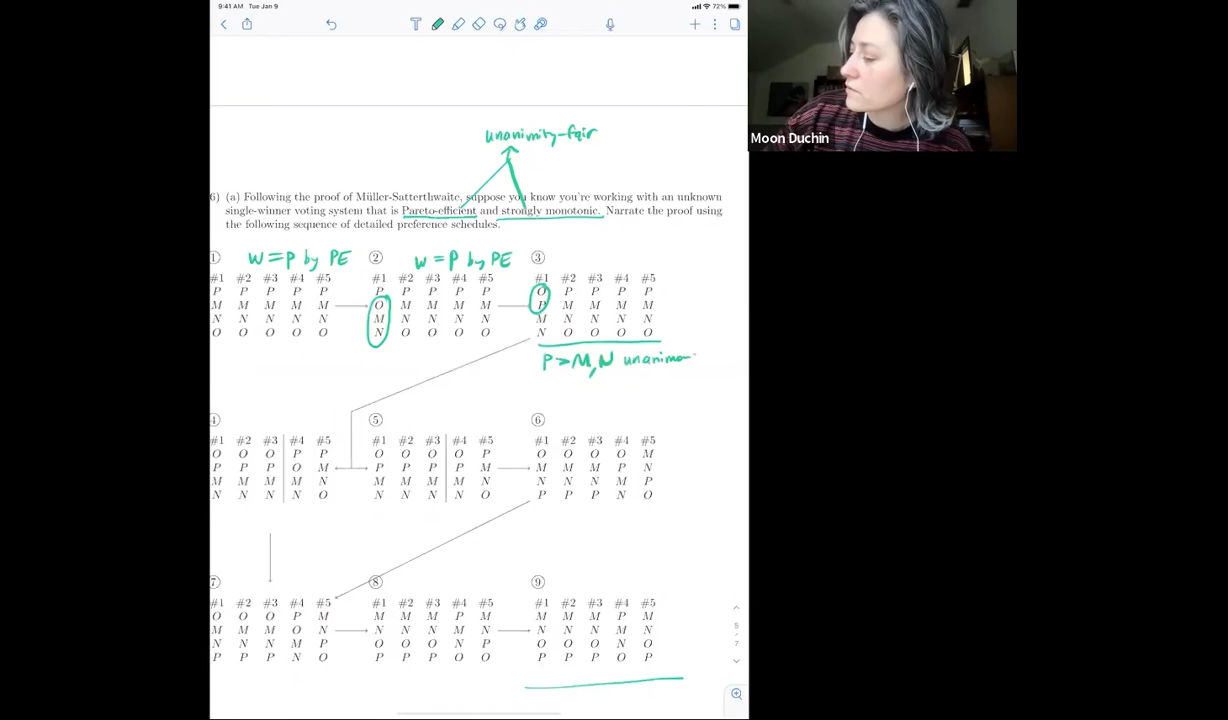 9:41 AM Tue Jan 9
72%
Moon Duchin
unanimity-fair
6) (a) Following the proof of Müller-Satterthwaite, suppose you know you're working with an unknown
single-winner voting system that is Pareto-efficient and strongly monotonic. Narrate the proof using
the following sequence of detailed preference schedules.
① W=P by PE ② W=P by PE ③
#1 #2 #3 #4 #5 #1 #2 #3 #4 #5 #1 #2 #3 #4 #5
P P P P P P P P P P O P P P P
M M M M M O M M M M P M M M M
N N N N N M N N N N M N N N N
O O O O O N O O O O N O O O O
P>M,N unanimo
④ ⑤ ⑥
#1 #2 #3 #4 #5 #1 #2 #3 #4 #5 #1 #2 #3 #4 #5
O O O P P O O O O P O O O O M
P P P O M P P P P M M M M P N
M M M M N M M M M N N N N M P
N N N N O N N N N O P P P N O
⑦ ⑧ ⑨
#1 #2 #3 #4 #5 #1 #2 #3 #4 #5 #1 #2 #3 #4 #5
O O O P M M M M P M M M M P M
M M M O N N N N M N N N N M N
N N N M P O O O N P O O O N O
P P P N O P P P O O P P P O P
5
7